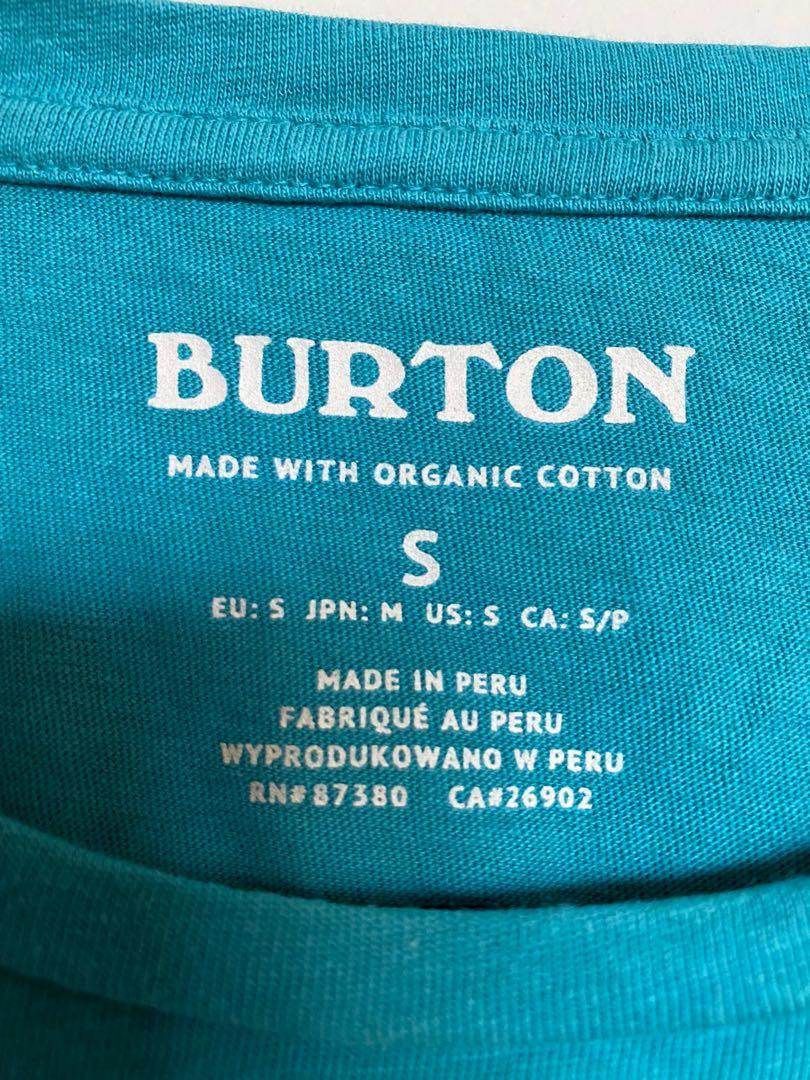 BURTON
MADE WITH ORGANIC COTTON
S
EU: S JPN: M US: S CA: S/P
MADE IN PERU
FABRIQUÉ AU PERU
WYPRODUKOWANO W PERU
RN#87380 CA#26902